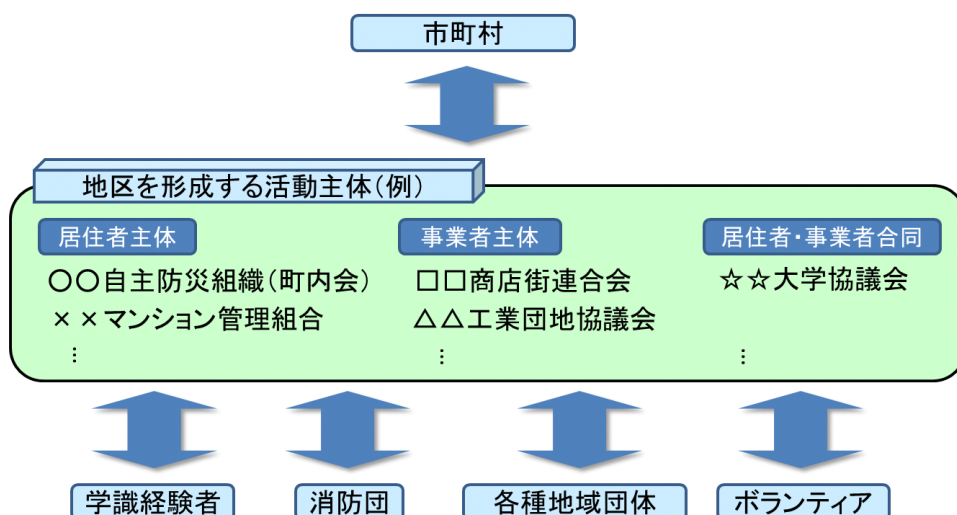 市町村
地区を形成する活動主体(例)
居住者主体
○○自主防災組織(町内会)
××マンション管理組合
⋮
事業者主体
□□商店街連合会
△△工業団地協議会
⋮
居住者・事業者合同
☆☆大学協議会
⋮
学識経験者
消防団
各種地域団体
ボランティア